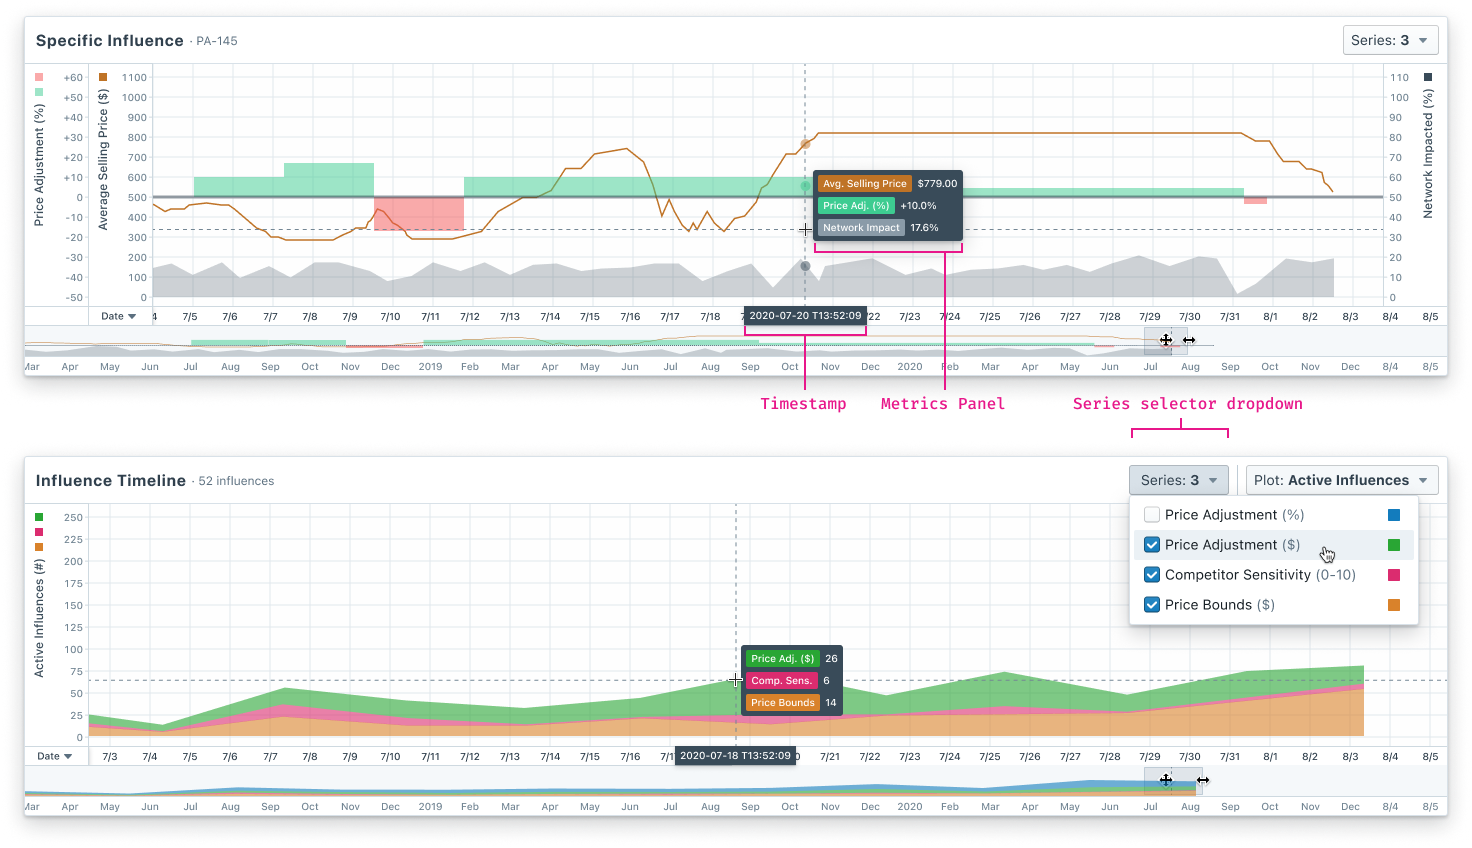 Specific Influence · PA-145
Series: 3
Price Adjustment (%)
+60
+50
+40
+30
+20
+10
0
-10
-20
-30
-40
-50
Average Selling Price ($)
1100
1000
900
800
700
600
500
400
300
200
100
0
110
100
90
80
70
60
50
40
30
20
10
0
Network Impacted (%)
Avg. Selling Price $779.00
Price Adj. (%) +10.0%
Network Impact 17.6%
Date 4 7/5 7/6 7/7 7/8 7/9 7/10 7/11 7/12 7/13 7/14 7/15 7/16 7/17 7/18 2020-07-20 T13:52:09 /22 7/23 7/24 7/25 7/26 7/27 7/28 7/29 7/30 7/31 8/1 8/2 8/3 8/4 8/5
Mar Apr May Jun Jul Aug Sep Oct Nov Dec 2019 Feb Mar Apr May Jun Jul Aug Sep Oct Nov Dec 2020 Feb Mar Apr May Jun Jul Aug Sep Oct Nov Dec 8/4 8/5
Timestamp Metrics Panel Series selector dropdown
Influence Timeline · 52 influences
Series: 3
Plot: Active Influences
Price Adjustment (%)
Price Adjustment ($)
Competitor Sensitivity (0-10)
Price Bounds ($)
Active Influences (#)
250
225
200
175
150
125
100
75
50
25
0
Price Adj. ($) 26
Comp. Sens. 6
Price Bounds 14
Date 7/3 7/4 7/5 7/6 7/7 7/8 7/9 7/10 7/11 7/12 7/13 7/14 7/15 7/16 7/1 2020-07-18 T13:52:09 0 7/21 7/22 7/23 7/24 7/25 7/26 7/27 7/28 7/29 7/30 7/31 8/1 8/2 8/3 8/4 8/5
Mar Apr May Jun Jul Aug Sep Oct Nov Dec 2019 Feb Mar Apr May Jun Jul Aug Sep Oct Nov Dec 2020 Feb Mar Apr May Jun Jul Aug Sep Oct Nov Dec 8/4 8/5